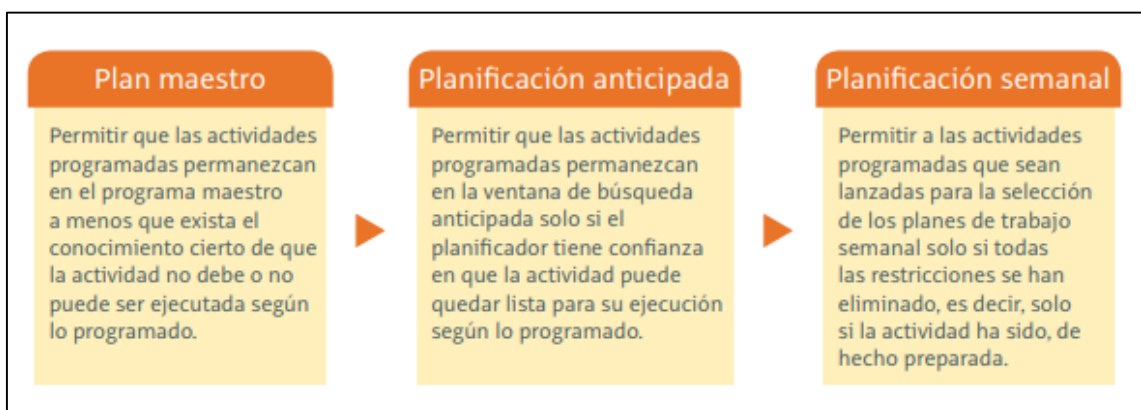 Plan maestro
Permitir que las actividades
programadas permanezcan
en el programa maestro
a menos que exista el
conocimiento cierto de que
la actividad no debe o no
puede ser ejecutada según
lo programado.
Planificación anticipada
Permitir que las actividades
programadas permanezcan
en la ventana de búsqueda
anticipada solo si el
planificador tiene confianza
en que la actividad puede
quedar lista para su ejecución
según lo programado.
Planificación semanal
Permitir a las actividades
programadas que sean
lanzadas para la selección
de los planes de trabajo
semanal solo si todas
las restricciones se han
eliminado, es decir, solo
si la actividad ha sido, de
hecho preparada.